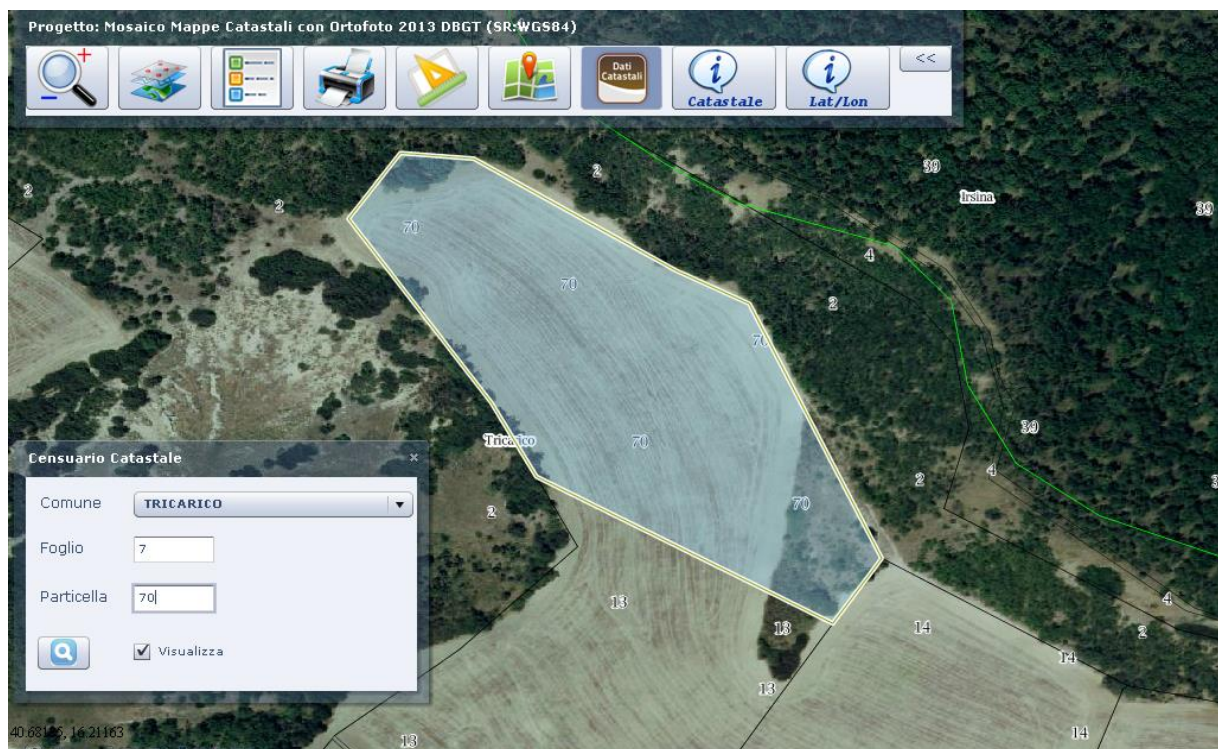 Progetto: Mosaico Mappe Catastali con Ortofoto 2013 DBGT (SR:WGS84)
Dati
Catastali
Catastale
Lat/Lon
<<
2
2
2
39
39
Irsina
70
70
4
2
70
Tricarico
70
39
2
4
2
70
13
13
14
4
2
14
13
14
13
Censuario Catastale
×
Comune
TRICARICO
Foglio
7
Particella
70
Visualizza